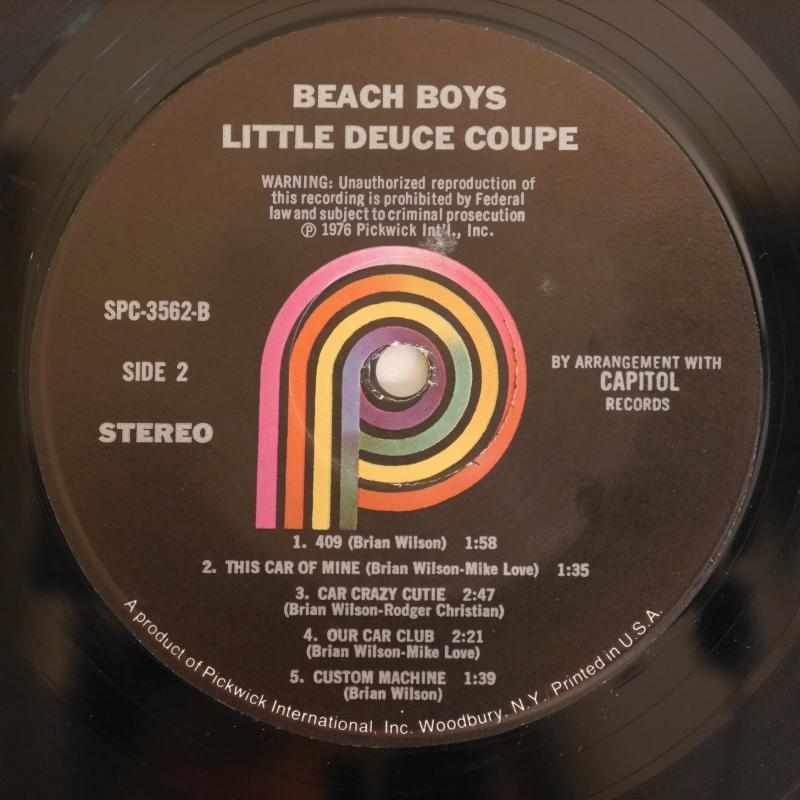 BEACH BOYS
LITTLE DEUCE COUPE
WARNING: Unauthorized reproduction of
this recording is prohibited by Federal
law and subject to criminal prosecution
℗ 1976 Pickwick Int'l., Inc.
SPC-3562-B
SIDE 2
STEREO
BY ARRANGEMENT WITH
CAPITOL
RECORDS
1. 409 (Brian Wilson) 1:58
2. THIS CAR OF MINE (Brian Wilson-Mike Love) 1:35
3. CAR CRAZY CUTIE 2:47
(Brian Wilson-Rodger Christian)
4. OUR CAR CLUB 2:21
(Brian Wilson-Mike Love)
5. CUSTOM MACHINE 1:39
(Brian Wilson)
A product of Pickwick International, Inc. Woodbury, N.Y. Printed in U.S.A.